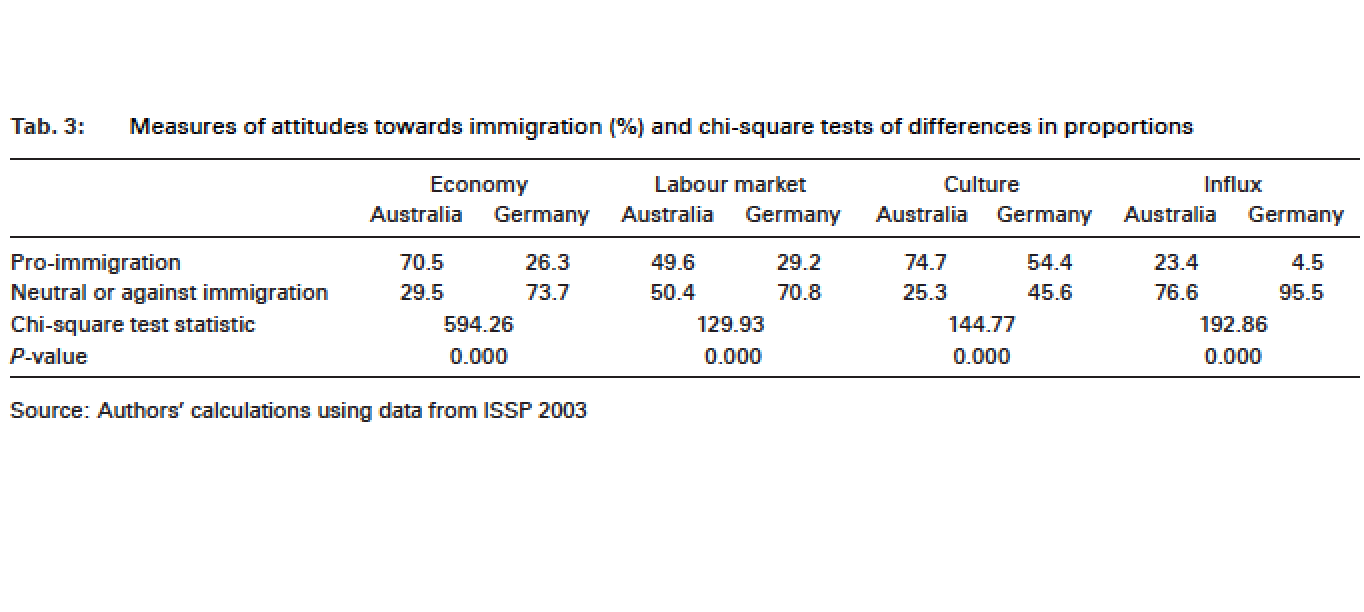 Tab. 3: Measures of attitudes towards immigration (%) and chi-square tests of differences in proportions
Economy Labour market Culture Influx
Australia Germany Australia Germany Australia Germany Australia Germany
Pro-immigration 70.5 26.3 49.6 29.2 74.7 54.4 23.4 4.5
Neutral or against immigration 29.5 73.7 50.4 70.8 25.3 45.6 76.6 95.5
Chi-square test statistic 594.26 129.93 144.77 192.86
P-value 0.000 0.000 0.000 0.000
Source: Authors’ calculations using data from ISSP 2003